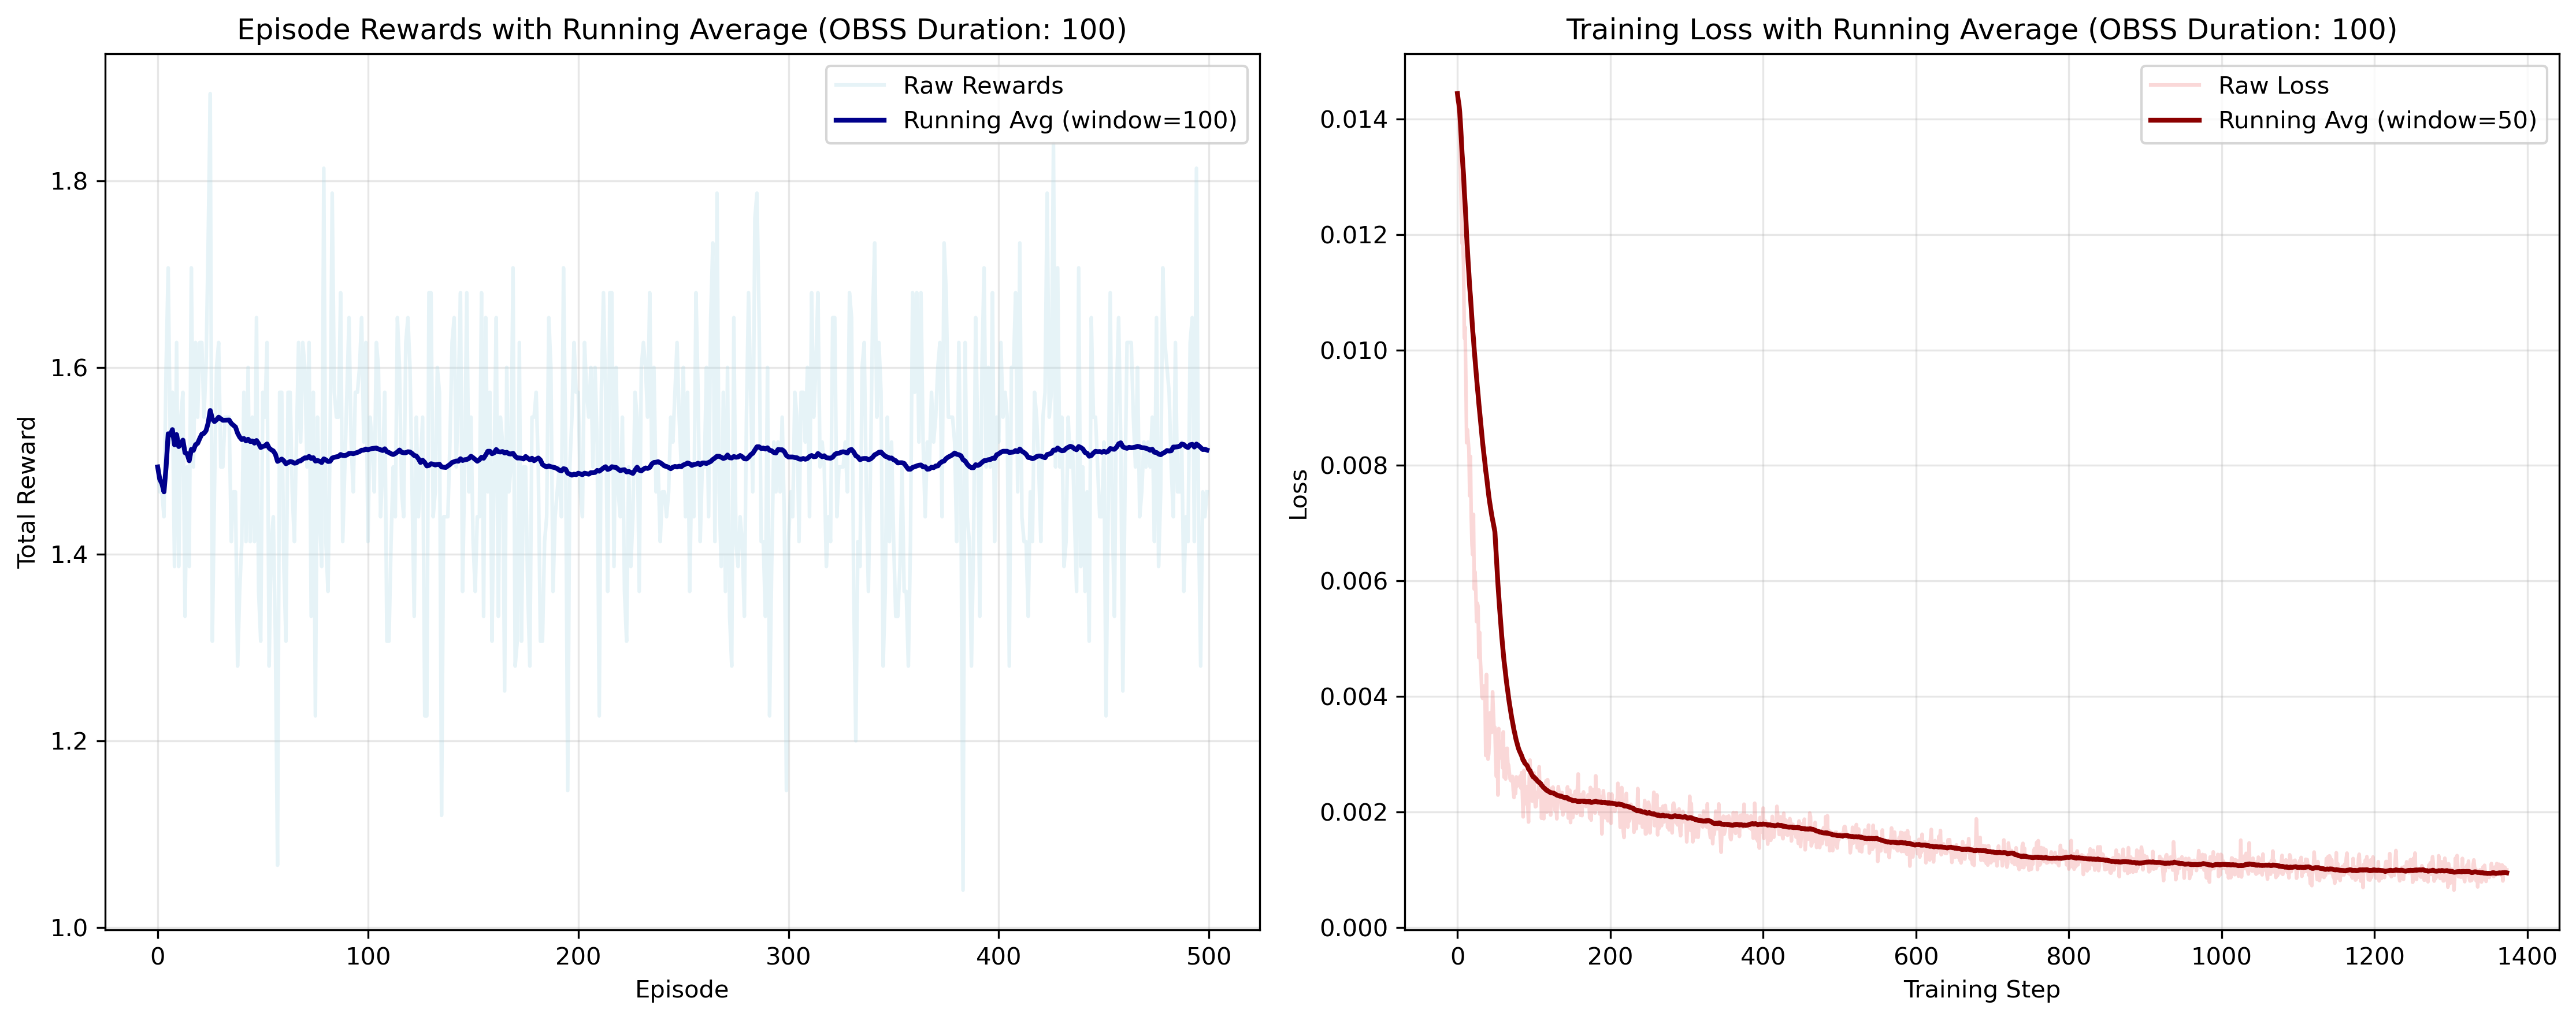 Episode Rewards with Running Average (OBSS Duration: 100)
Raw Rewards
Running Avg (window=100)
Total Reward
1.8
1.6
1.4
1.2
1.0
0
100
200
300
400
500
Episode
Training Loss with Running Average (OBSS Duration: 100)
Raw Loss
Running Avg (window=50)
Loss
0.014
0.012
0.010
0.008
0.006
0.004
0.002
0.000
0
200
400
600
800
1000
1200
1400
Training Step